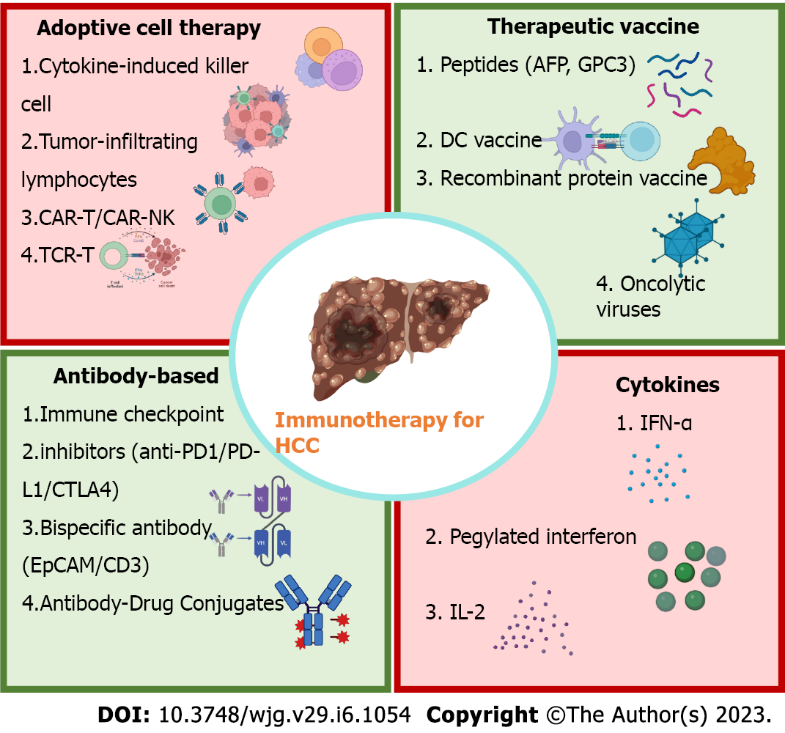 Adoptive cell therapy
1.Cytokine-induced killer
cell
2.Tumor-infiltrating
lymphocytes
3.CAR-T/CAR-NK
4.TCR-T
Therapeutic vaccine
1. Peptides (AFP, GPC3)
2. DC vaccine
3. Recombinant protein vaccine
4. Oncolytic
viruses
Immunotherapy for
HCC
Antibody-based
1.Immune checkpoint
2.inhibitors (anti-PD1/PD-
L1/CTLA4)
VL VH
3.Bispecific antibody
VH VL
(EpCAM/CD3)
4.Antibody-Drug Conjugates
Cytokines
1. IFN-α
2. Pegylated interferon
3. IL-2
DOI: 10.3748/wjg.v29.i6.1054 Copyright ©The Author(s) 2023.